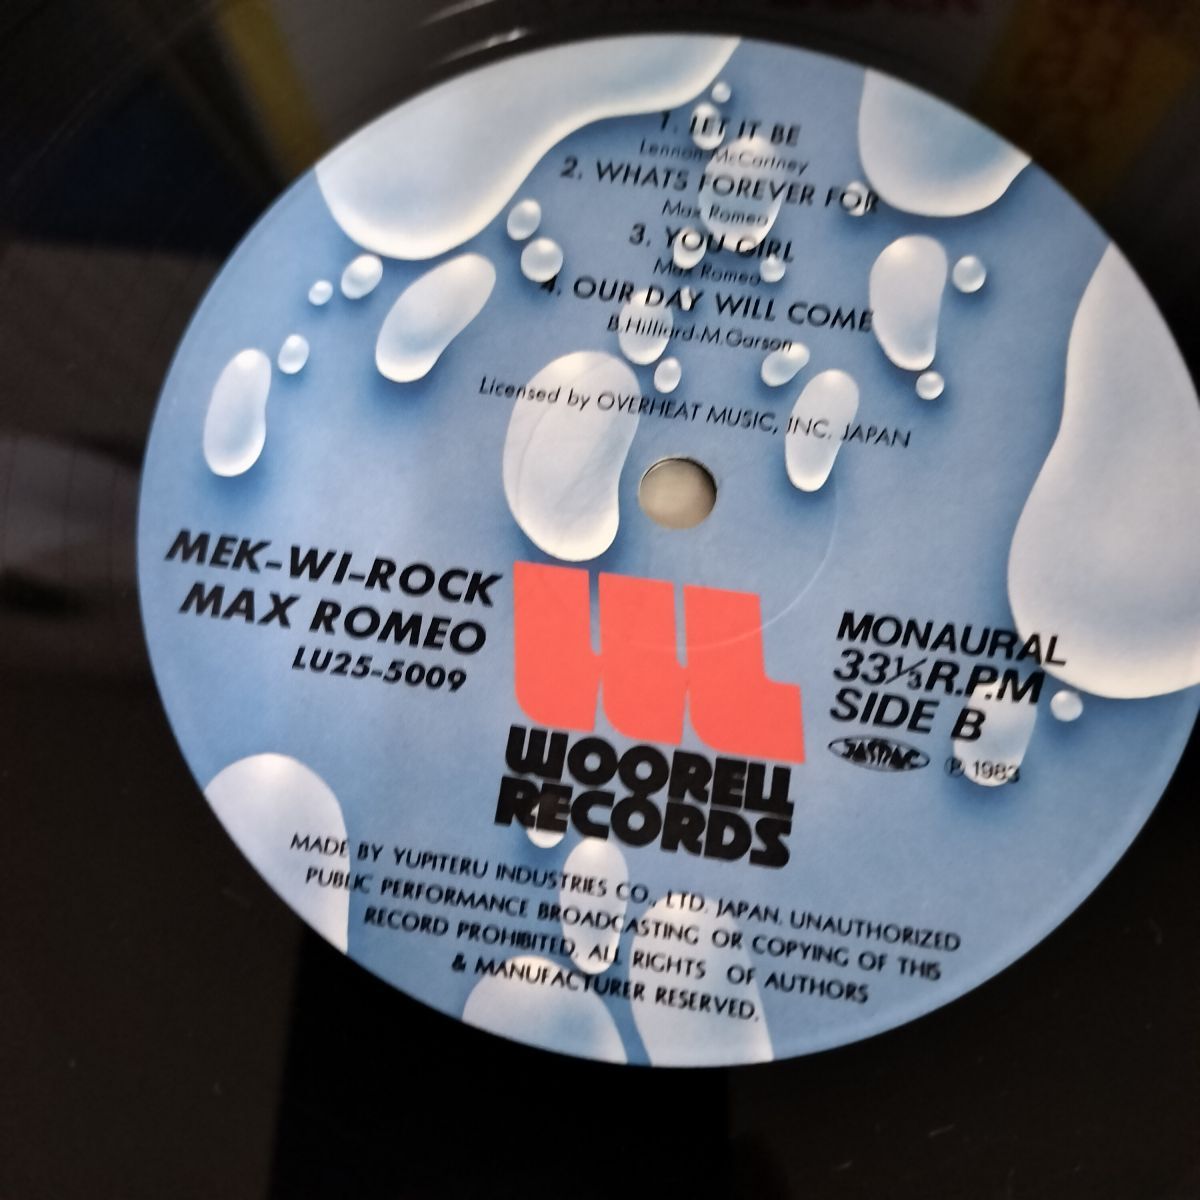 1. LET IT BE
Lennon-McCartney
2. WHATS FOREVER FOR
Max Romeo
3. YOU GIRL
Max Romeo
4. OUR DAY WILL COME
B.Hilliard-M.Garson
Licensed by OVERHEAT MUSIC, INC. JAPAN
MEK-WI-ROCK
MAX ROMEO
LU25-5009
MONAURAL
33⅓R.P.M
SIDE B
JASRAC ℗ 1983
WOORELL
RECORDS
MADE BY YUPITERU INDUSTRIES CO., LTD. JAPAN. UNAUTHORIZED
PUBLIC PERFORMANCE BROADCASTING OR COPYING OF THIS
RECORD PROHIBITED. ALL RIGHTS OF AUTHORS
& MANUFACTURER RESERVED.